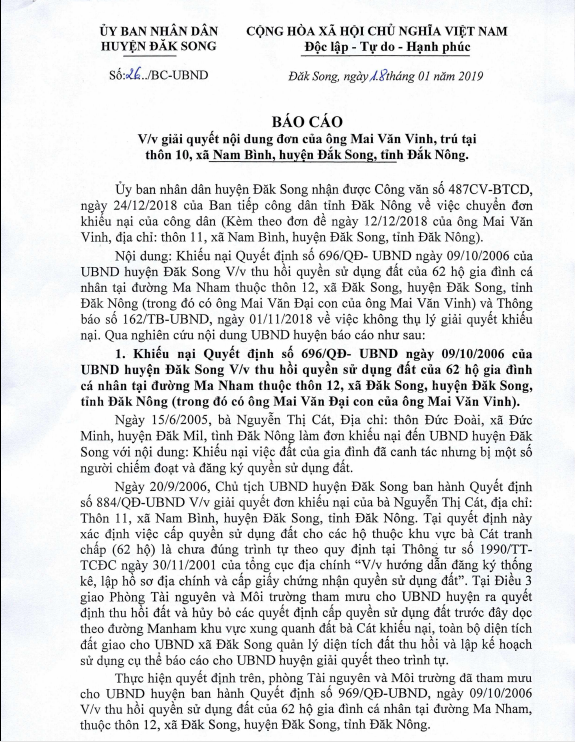 ỦY BAN NHÂN DÂN
HUYỆN ĐĂK SONG
CỘNG HÒA XÃ HỘI CHỦ NGHĨA VIỆT NAM
Độc lập - Tự do - Hạnh phúc
Số:26../BC-UBND
Đăk Song, ngày 18 tháng 01 năm 2019
BÁO CÁO
V/v giải quyết nội dung đơn của ông Mai Văn Vinh, trú tại
thôn 10, xã Nam Bình, huyện Đắk Song, tỉnh Đắk Nông.
Ủy ban nhân dân huyện Đăk Song nhận được Công văn số 487CV-BTCD,
ngày 24/12/2018 của Ban tiếp công dân tỉnh Đăk Nông về việc chuyển đơn
khiếu nại của công dân (Kèm theo đơn đề ngày 12/12/2018 của ông Mai Văn
Vinh, địa chỉ: thôn 11, xã Nam Bình, huyện Đăk Song, tỉnh Đăk Nông).
Nội dung: Khiếu nại Quyết định số 696/QĐ- UBND ngày 09/10/2006 của
UBND huyện Đăk Song V/v thu hồi quyền sử dụng đất của 62 hộ gia đình cá
nhân tại đường Ma Nham thuộc thôn 12, xã Đăk Song, huyện Đăk Song, tỉnh
Đăk Nông (trong đó có ông Mai Văn Đại con của ông Mai Văn Vinh) và Thông
báo số 162/TB-UBND, ngày 01/11/2018 về việc không thụ lý giải quyết khiếu
nại. Qua nghiên cứu nội dung UBND huyện báo cáo như sau:
1. Khiếu nại Quyết định số 696/QĐ- UBND ngày 09/10/2006 của
UBND huyện Đăk Song V/v thu hồi quyền sử dụng đất của 62 hộ gia đình
cá nhân tại đường Ma Nham thuộc thôn 12, xã Đăk Song, huyện Đăk Song,
tỉnh Đăk Nông (trong đó có ông Mai Văn Đại con của ông Mai Văn Vinh).
Ngày 15/6/2005, bà Nguyễn Thị Cát, Địa chỉ: thôn Đức Đoài, xã Đức
Minh, huyện Đăk Mil, tỉnh Đăk Nông làm đơn khiếu nại đến UBND huyện Đăk
Song với nội dung: Khiếu nại việc đất của gia đình đã canh tác nhưng bị một số
người chiếm đoạt và đăng ký quyền sử dụng đất.
Ngày 20/9/2006, Chủ tịch UBND huyện Đăk Song ban hành Quyết định
số 884/QĐ-UBND V/v giải quyết đơn khiếu nại của bà Nguyễn Thị Cát, địa chỉ:
Thôn 11, xã Nam Bình, huyện Đăk Song, tỉnh Đăk Nông. Tại quyết định này
xác định việc cấp quyền sử dụng đất cho các hộ thuộc khu vực bà Cát tranh
chấp (62 hộ) là chưa đúng trình tự theo quy định tại Thông tư số 1990/TT-
TCĐC ngày 30/11/2001 của tổng cục địa chính “V/v hướng dẫn đăng ký thống
kê, lập hồ sơ địa chính và cấp giấy chứng nhận quyền sử dụng đất”. Tại Điều 3
giao Phòng Tài nguyên và Môi trường tham mưu cho UBND huyện ra quyết
định thu hồi đất và hủy bỏ các quyết định cấp quyền sử dụng đất trước đây dọc
theo đường Manham khu vực xung quanh đất bà Cát khiếu nại, toàn bộ diện tích
đất giao cho UBND xã Đăk Song quản lý diện tích đất thu hồi và lập kế hoạch
sử dụng cụ thể báo cáo cho UBND huyện giải quyết theo trình tự.
Thực hiện quyết định trên, phòng Tài nguyên và Môi trường đã tham mưu
cho UBND huyện ban hành Quyết định số 969/QĐ-UBND, ngày 09/10/2006
V/v thu hồi quyền sử dụng đất của 62 hộ gia đình cá nhân tại đường Ma Nham,
thuộc thôn 12, xã Đăk Song, huyện Đăk Song, tỉnh Đăk Nông.